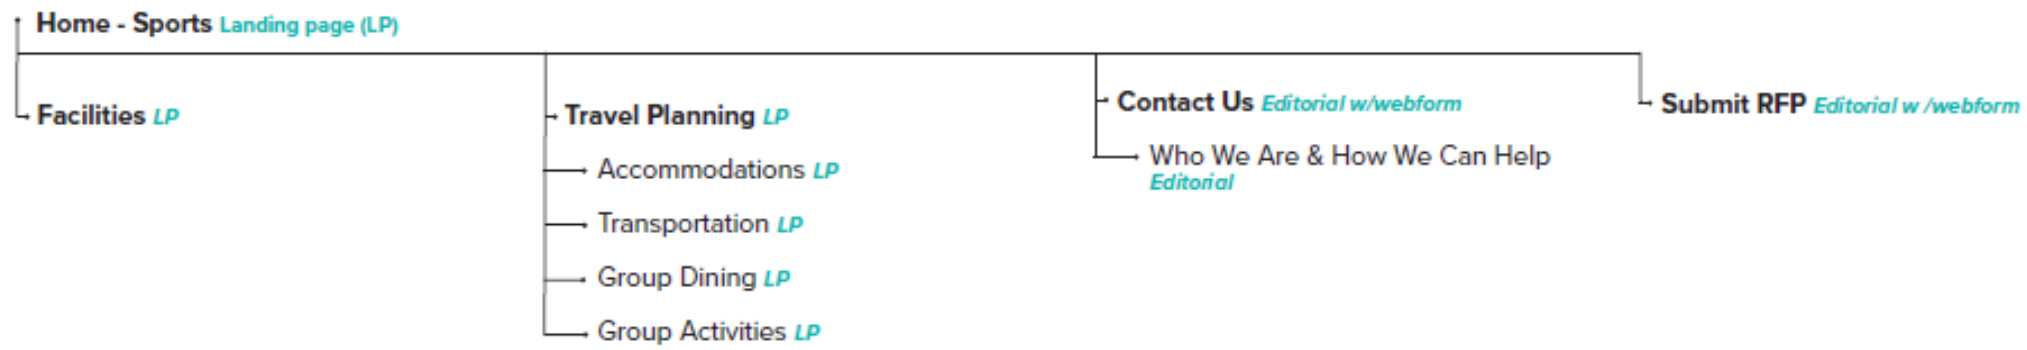 Home - Sports Landing page (LP)
Facilities LP
Travel Planning LP
Accommodations LP
Transportation LP
Group Dining LP
Group Activities LP
Contact Us Editorial w/webform
Who We Are & How We Can Help
Editorial
Submit RFP Editorial w /webform